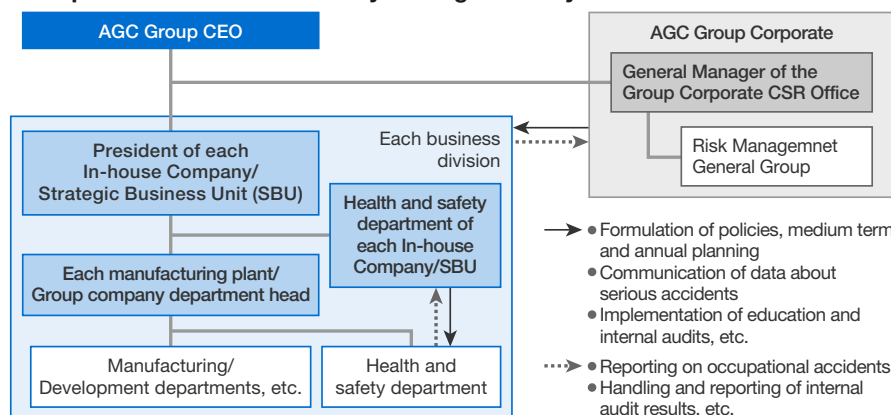 AGC Group CEO
AGC Group Corporate
General Manager of the
Group Corporate CSR Office
Risk Managemnet
General Group
Each business
division
President of each
In-house Company/
Strategic Business Unit (SBU)
Health and safety
department of
each In-house
Company/SBU
Each manufacturing plant/
Group company department head
Manufacturing/
Development departments, etc.
Health and
safety department
● Formulation of policies, medium term
and annual planning
● Communication of data about
serious accidents
● Implementation of education and
internal audits, etc.
● Reporting on occupational accidents
● Handling and reporting of internal
audit results, etc.